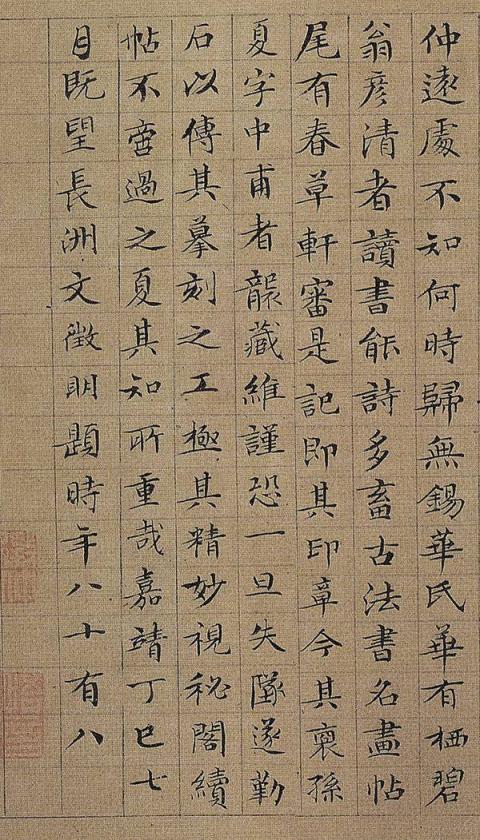 仲遠處不知何時歸無錫華氏華有栖碧
翁彦清者讀書能詩多畜古法書名畫帖
尾有春草軒審是記即其印章今其裔孫
夏字中甫者襲藏維謹恐一旦失墜遂勒
石以傳其摹刻之工極其精妙視秘閣續
帖不啻過之夏其知所重哉嘉靖丁巳七
月既望長洲文徵明題時年八十有八